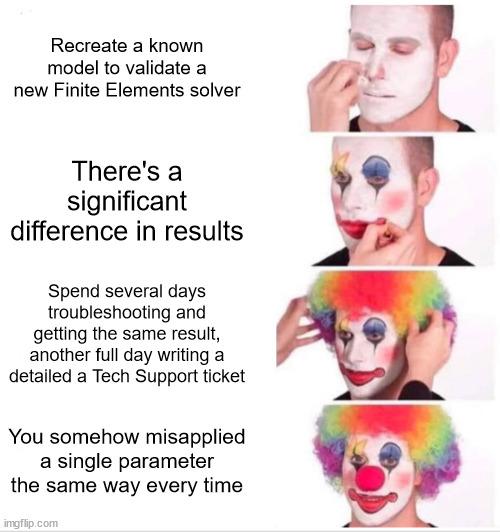 Recreate a known
model to validate a
new Finite Elements solver
There's a
significant
difference in results
Spend several days
troubleshooting and
getting the same result,
another full day writing a
detailed a Tech Support ticket
You somehow misapplied
a single parameter
the same way every time
imgflip.com